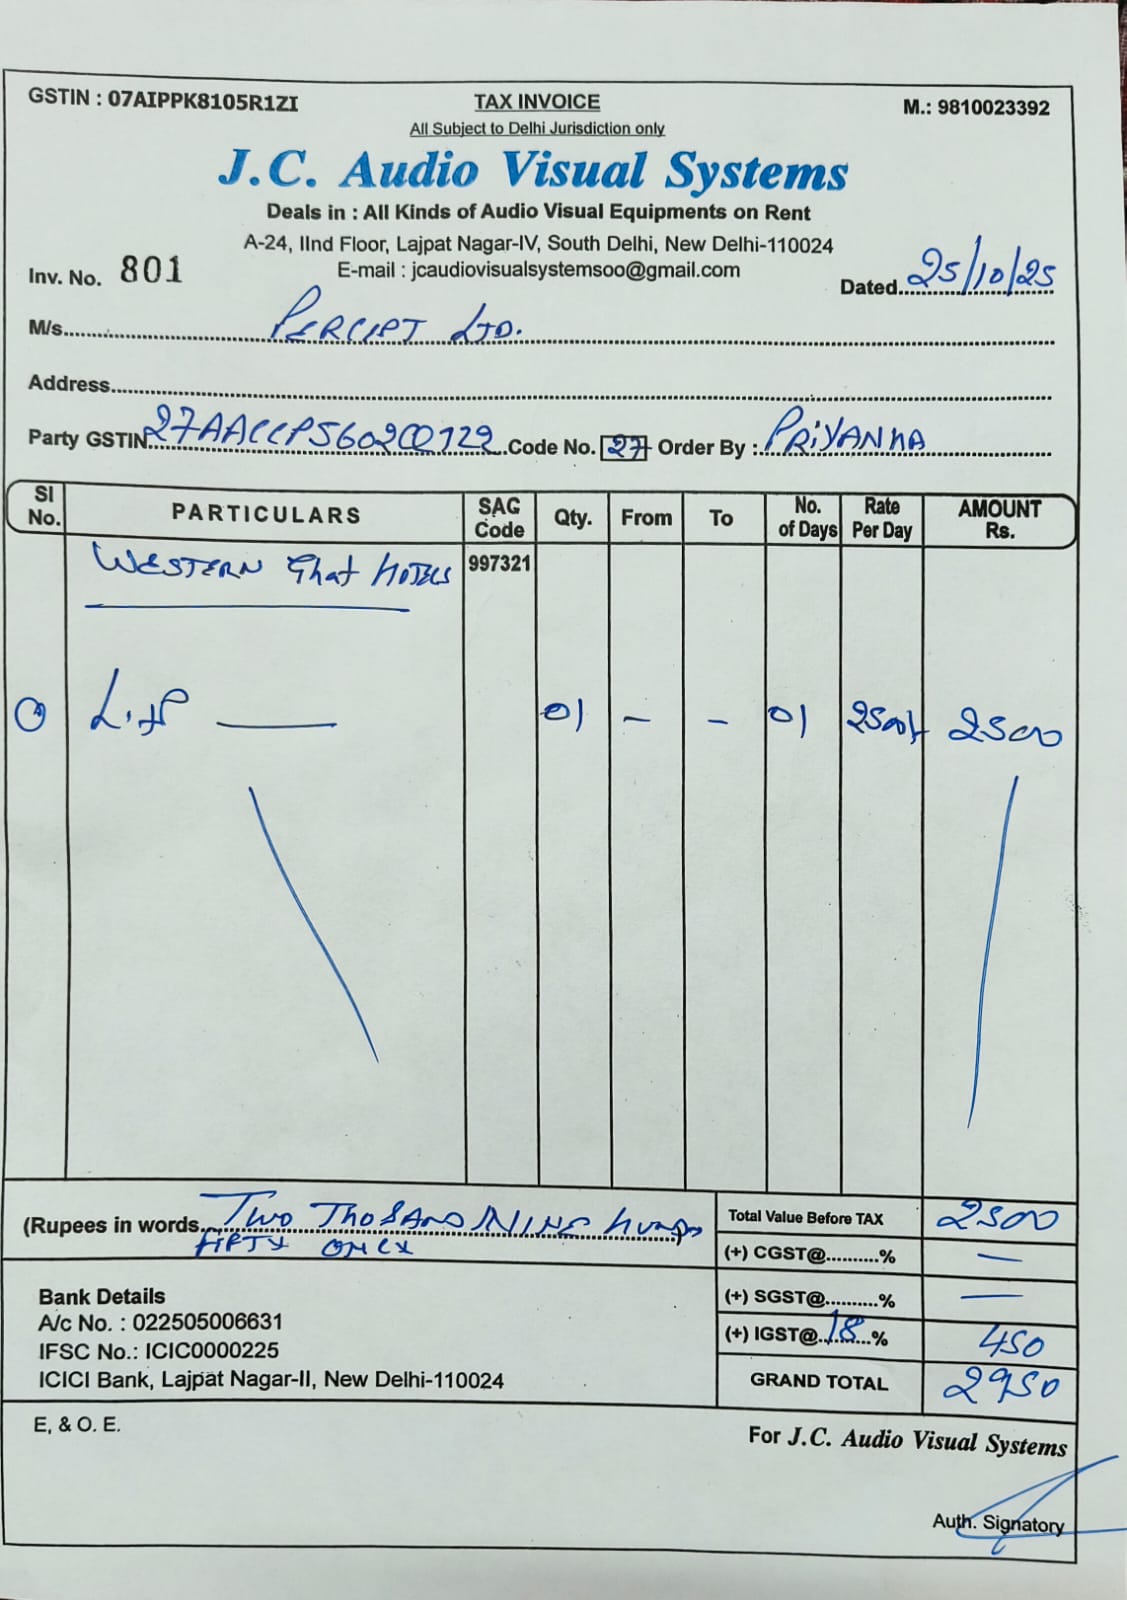 GSTIN : 07AIPPK8105R1ZI TAX INVOICE M.: 9810023392
All Subject to Delhi Jurisdiction only
J.C. Audio Visual Systems
Deals in : All Kinds of Audio Visual Equipments on Rent
A-24, IInd Floor, Lajpat Nagar-IV, South Delhi, New Delhi-110024
E-mail : jcaudiovisualsystemsoo@gmail.com
Inv. No. 801 Dated 25/10/25
M/s. PERCEPT LTD.
Address
Party GSTIN 27AACCP5602Q1Z2 Code No. 27 Order By : PRIYANKA
Sl No. PARTICULARS SAC Code Qty. From To No. of Days Rate Per Day AMOUNT Rs.
WESTERN Ghat HOTELS 997321
01 – – 01 2500/- 2500
(Rupees in words TWO THOSAND NINE
FIFTY ONLY
Total Value Before TAX 2500
(+) CGST@..........% —
(+) SGST@..........% —
(+) IGST@ 18 % 450
GRAND TOTAL 2950
Bank Details
A/c No. : 022505006631
IFSC No.: ICIC0000225
ICICI Bank, Lajpat Nagar-II, New Delhi-110024
E, & O. E.
For J.C. Audio Visual Systems
Auth. Signatory